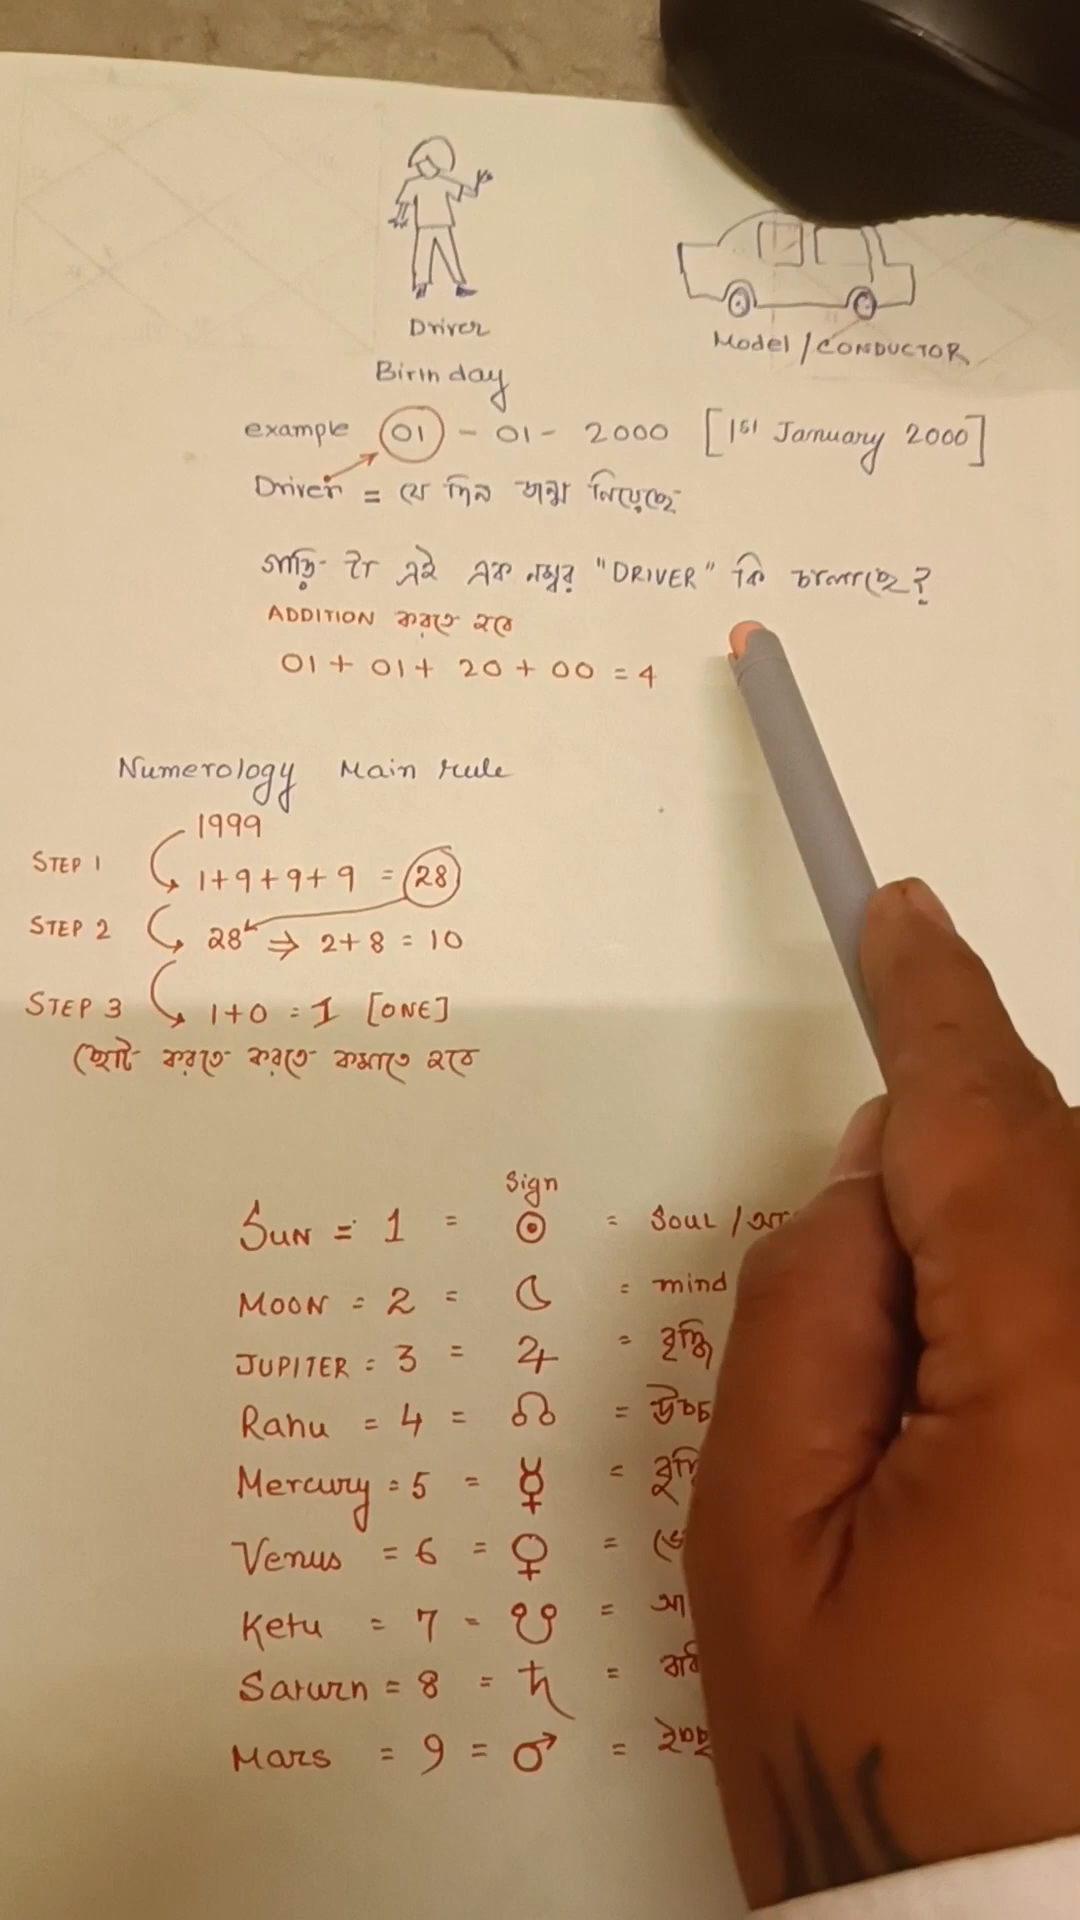 Driver
Model / CONDUCTOR
Birthday
example 01 - 01 - 2000 [1st January 2000]
Driver = যে দিন জন্ম নিয়েছে
গাড়ি টা এই এক নম্বর "DRIVER" কি চালাচ্ছে?
ADDITION করতে হবে
01 + 01 + 20 + 00 = 4
Numerology Main rule
1999
STEP 1 1+9+9+9 = 28
STEP 2 28 ⇒ 2+8 = 10
STEP 3 1+0 = 1 [ONE]
ছোট করতে করতে কমাতে হবে
Sign
SUN = 1 = ☉ = SOUL /
MOON = 2 = ☾ = mind
JUPITER = 3 = ♃ =
Rahu = 4 = ☊ =
Mercury = 5 = ☿ =
Venus = 6 = ♀ =
Ketu = 7 = ☋ =
Saturn = 8 = ♄ =
Mars = 9 = ♂ =